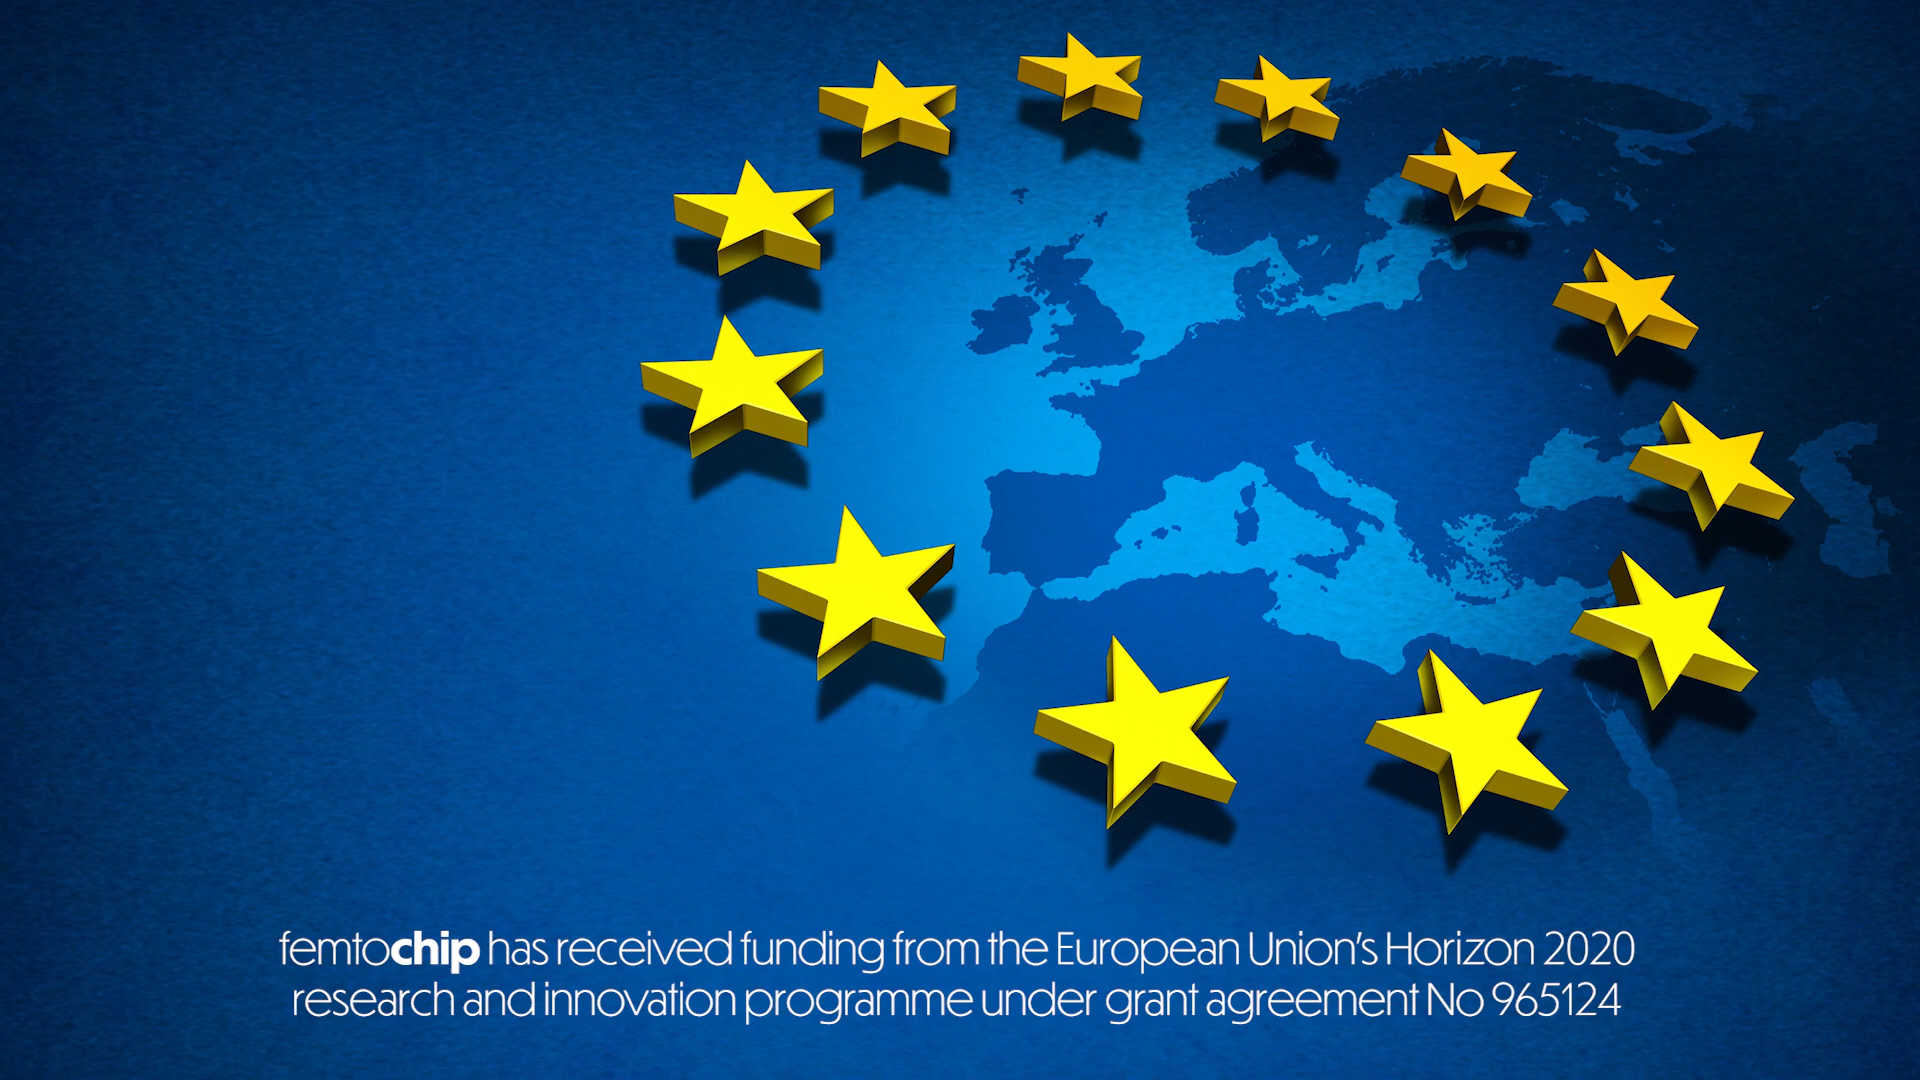 femtochip has received funding from the European Union's Horizon 2020
research and innovation programme under grant agreement No 965124